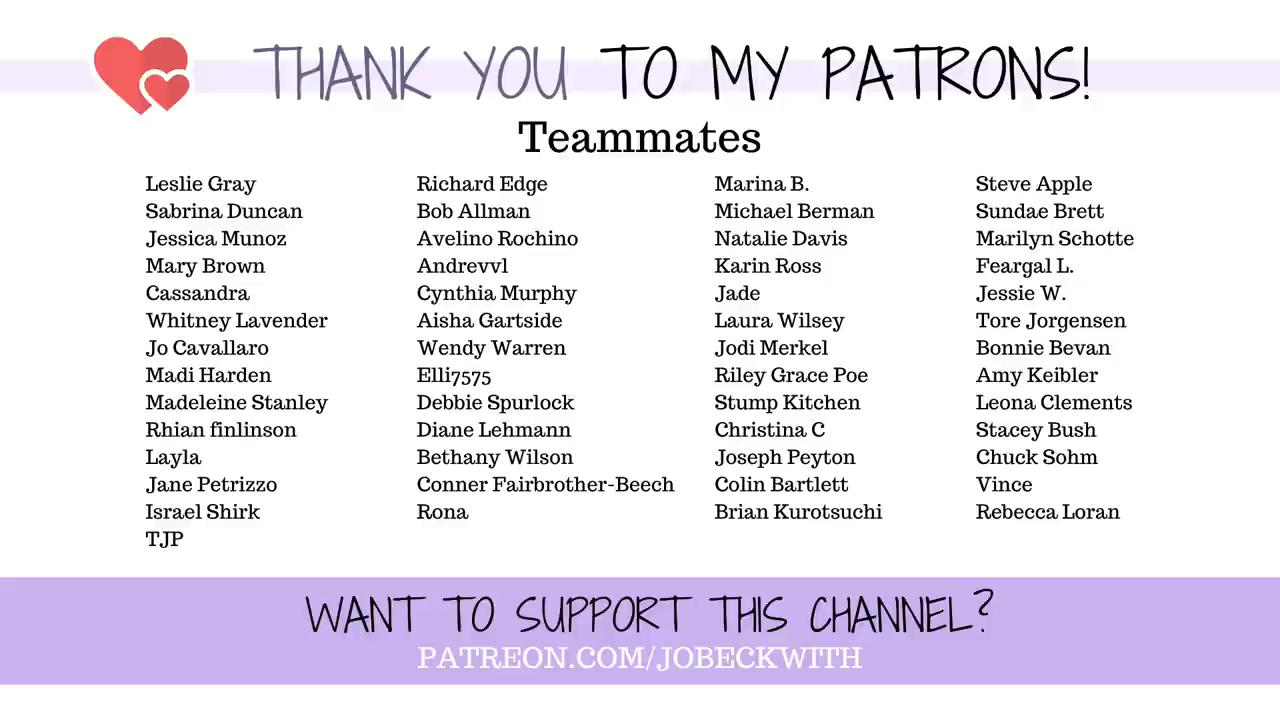 THANK YOU TO MY PATRONS!
Teammates
Leslie Gray
Sabrina Duncan
Jessica Munoz
Mary Brown
Cassandra
Whitney Lavender
Jo Cavallaro
Madi Harden
Madeleine Stanley
Rhian finlinson
Layla
Jane Petrizzo
Israel Shirk
TJP
Richard Edge
Bob Allman
Avelino Rochino
Andrevvl
Cynthia Murphy
Aisha Gartside
Wendy Warren
Elli7575
Debbie Spurlock
Diane Lehmann
Bethany Wilson
Conner Fairbrother-Beech
Rona
Marina B.
Michael Berman
Natalie Davis
Karin Ross
Jade
Laura Wilsey
Jodi Merkel
Riley Grace Poe
Stump Kitchen
Christina C
Joseph Peyton
Colin Bartlett
Brian Kurotsuchi
Steve Apple
Sundae Brett
Marilyn Schotte
Feargal L.
Jessie W.
Tore Jorgensen
Bonnie Bevan
Amy Keibler
Leona Clements
Stacey Bush
Chuck Sohm
Vince
Rebecca Loran
WANT TO SUPPORT THIS CHANNEL?
PATREON.COM/JOBECKWITH